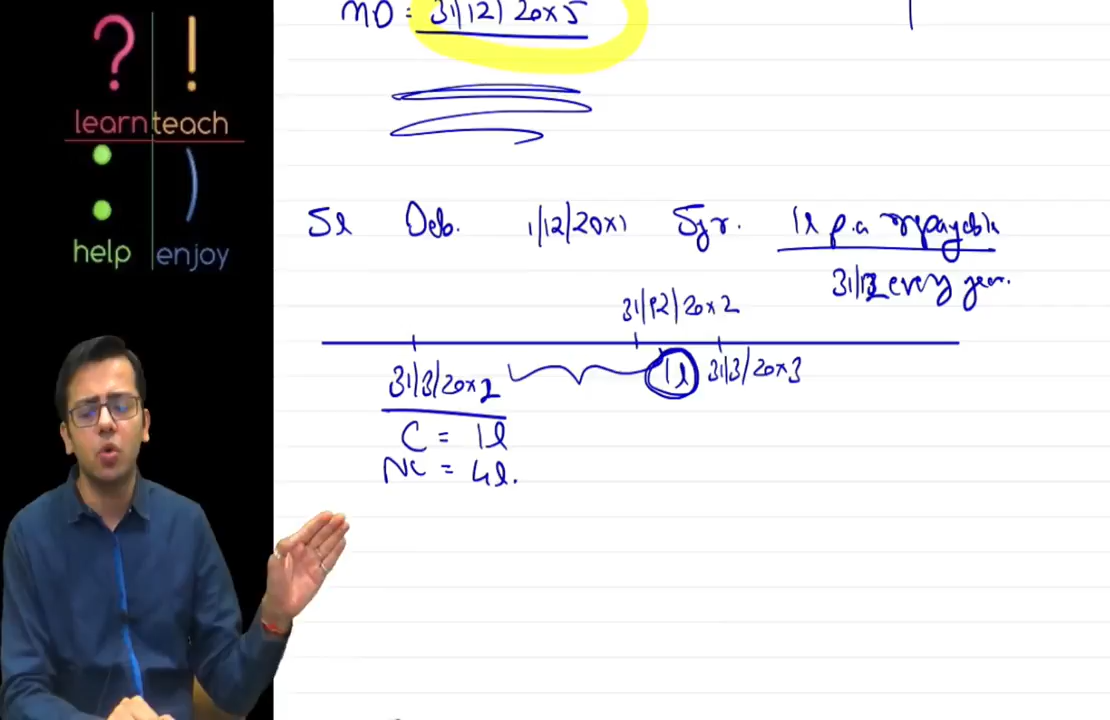 ? !
learn teach
: )
help enjoy
MD = 31/12/20x5
5l Deb. 1/12/20x1 5yr. 1l p.a repayable
31/12 every year.
31/12/20x2
31/3/20x2 1l 31/3/20x3
C = 1l
NC = 4l.